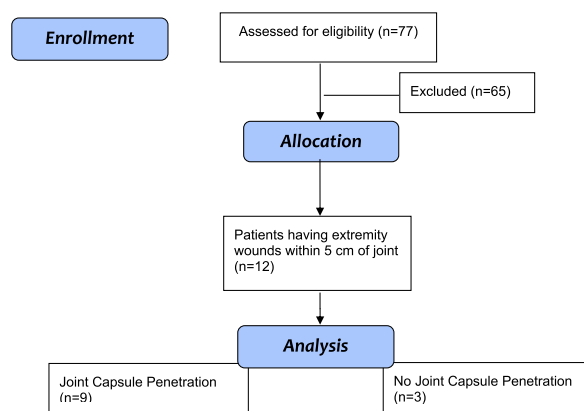 Enrollment
Assessed for eligibility (n=77)
Excluded (n=65)
Allocation
Patients having extremity
wounds within 5 cm of joint
(n=12)
Analysis
Joint Capsule Penetration
(n=9)
No Joint Capsule Penetration
(n=3)